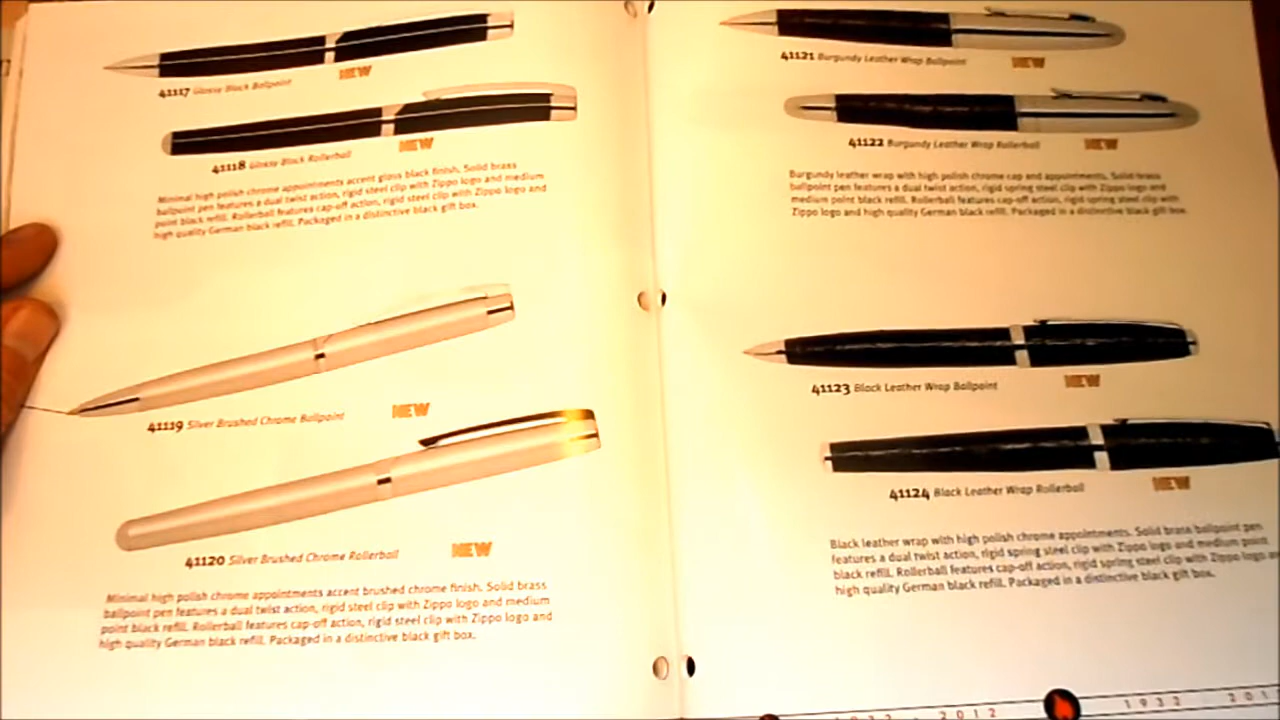 NEW
41117 Glossy Black Ballpoint
NEW
41118 Glossy Black Rollerball
Minimal high polish chrome appointments accent gloss black finish. Solid brass
ballpoint pen features a dual twist action, rigid steel clip with Zippo logo and medium
point black refill. Rollerball features cap-off action, rigid steel clip with Zippo logo and
high quality German black refill. Packaged in a distinctive black gift box.
41119 Silver Brushed Chrome Ballpoint
NEW
41120 Silver Brushed Chrome Rollerball
NEW
Minimal high polish chrome appointments accent brushed chrome finish. Solid brass
ballpoint pen features a dual twist action, rigid steel clip with Zippo logo and medium
point black refill. Rollerball features cap-off action, rigid steel clip with Zippo logo and
high quality German black refill. Packaged in a distinctive black gift box.
41121 Burgundy Leather Wrap Ballpoint
NEW
41122 Burgundy Leather Wrap Rollerball
NEW
Burgundy leather wrap with high polish chrome cap and appointments. Solid brass
ballpoint pen features a dual twist action, rigid spring steel clip with Zippo logo and
medium point black refill. Rollerball features cap-off action, rigid spring steel clip with
Zippo logo and high quality German black refill. Packaged in a distinctive black gift box.
41123 Black Leather Wrap Ballpoint
NEW
41124 Black Leather Wrap Rollerball
NEW
Black leather wrap with high polish chrome appointments. Solid brass ballpoint pen
features a dual twist action, rigid spring steel clip with Zippo logo and medium point
black refill. Rollerball features cap-off action, rigid spring steel clip with Zippo logo and
high quality German black refill. Packaged in a distinctive black gift box.
2012 1932